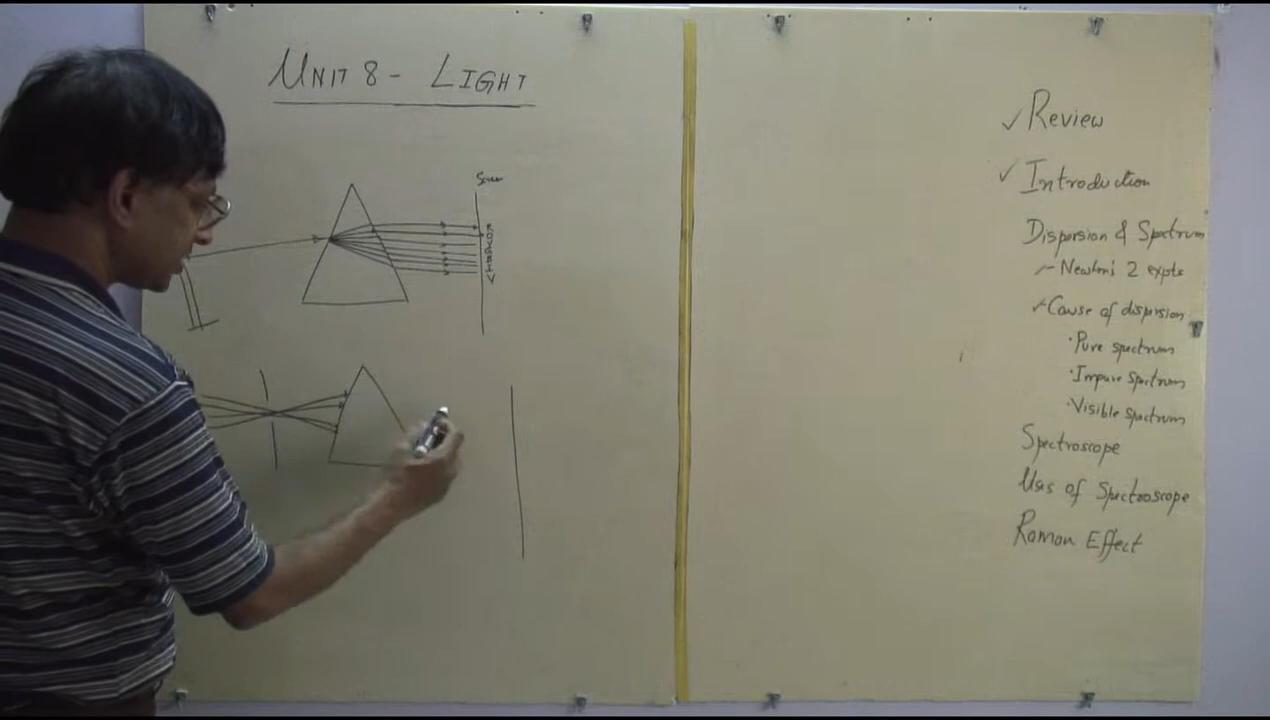 UNIT 8 - LIGHT
Screen
✓ Review
✓ Introduction
Dispersion & Spectrum
Newton's 2 expts
✓ Cause of dispersion
· Pure spectrum
· Impure spectrum
· Visible spectrum
Spectroscope
Uses of Spectroscope
Raman Effect